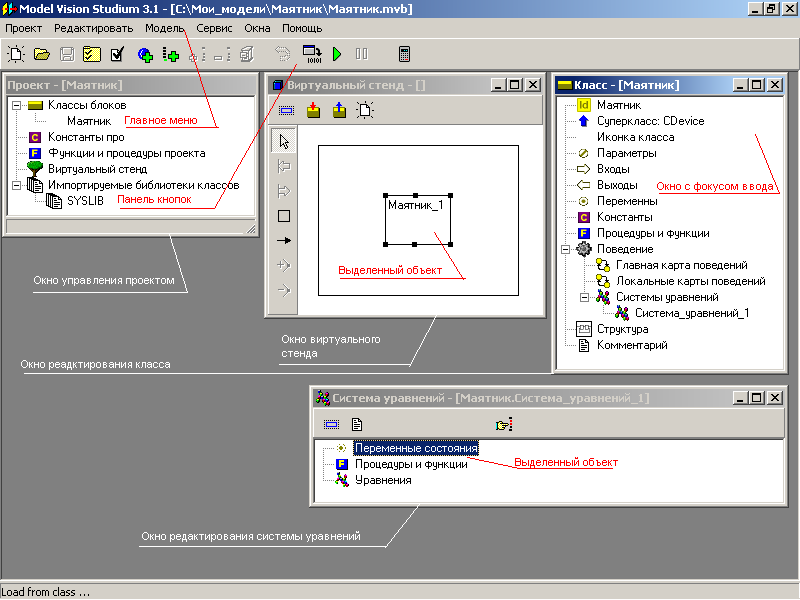 Model Vision Studium 3.1 - [C:\Мои_модели\Маятник\Маятник.mvb]
Проект Редактировать Модель Сервис Окна Помощь
Проект - [Маятник]
Классы блоков
Маятник
Главное меню
Константы про
Функции и процедуры проекта
Виртуальный стенд
Импортируемые библиотеки классов
SYSLIB
Панель кнопок
Окно управления проектом
Виртуальный стенд - []
Маятник_1
Выделенный объект
Окно виртуального
стенда
Окно реадктирования класса
Класс - [Маятник]
Маятник
Суперкласс: CDevice
Иконка класса
Параметры
Входы
Выходы
Окно с фокусом ввода
Переменны
Константы
Процедуры и функции
Поведение
Главная карта поведений
Локальные карты поведений
Системы уравнений
Система_уравнений_1
Структура
Комментарий
Система уравнений - [Маятник.Система_уравнений_1]
Переменные состояния
Процедуры и функции
Уравнения
Выделенный объект
Окно редактирования системы уравнений
Load from class ...